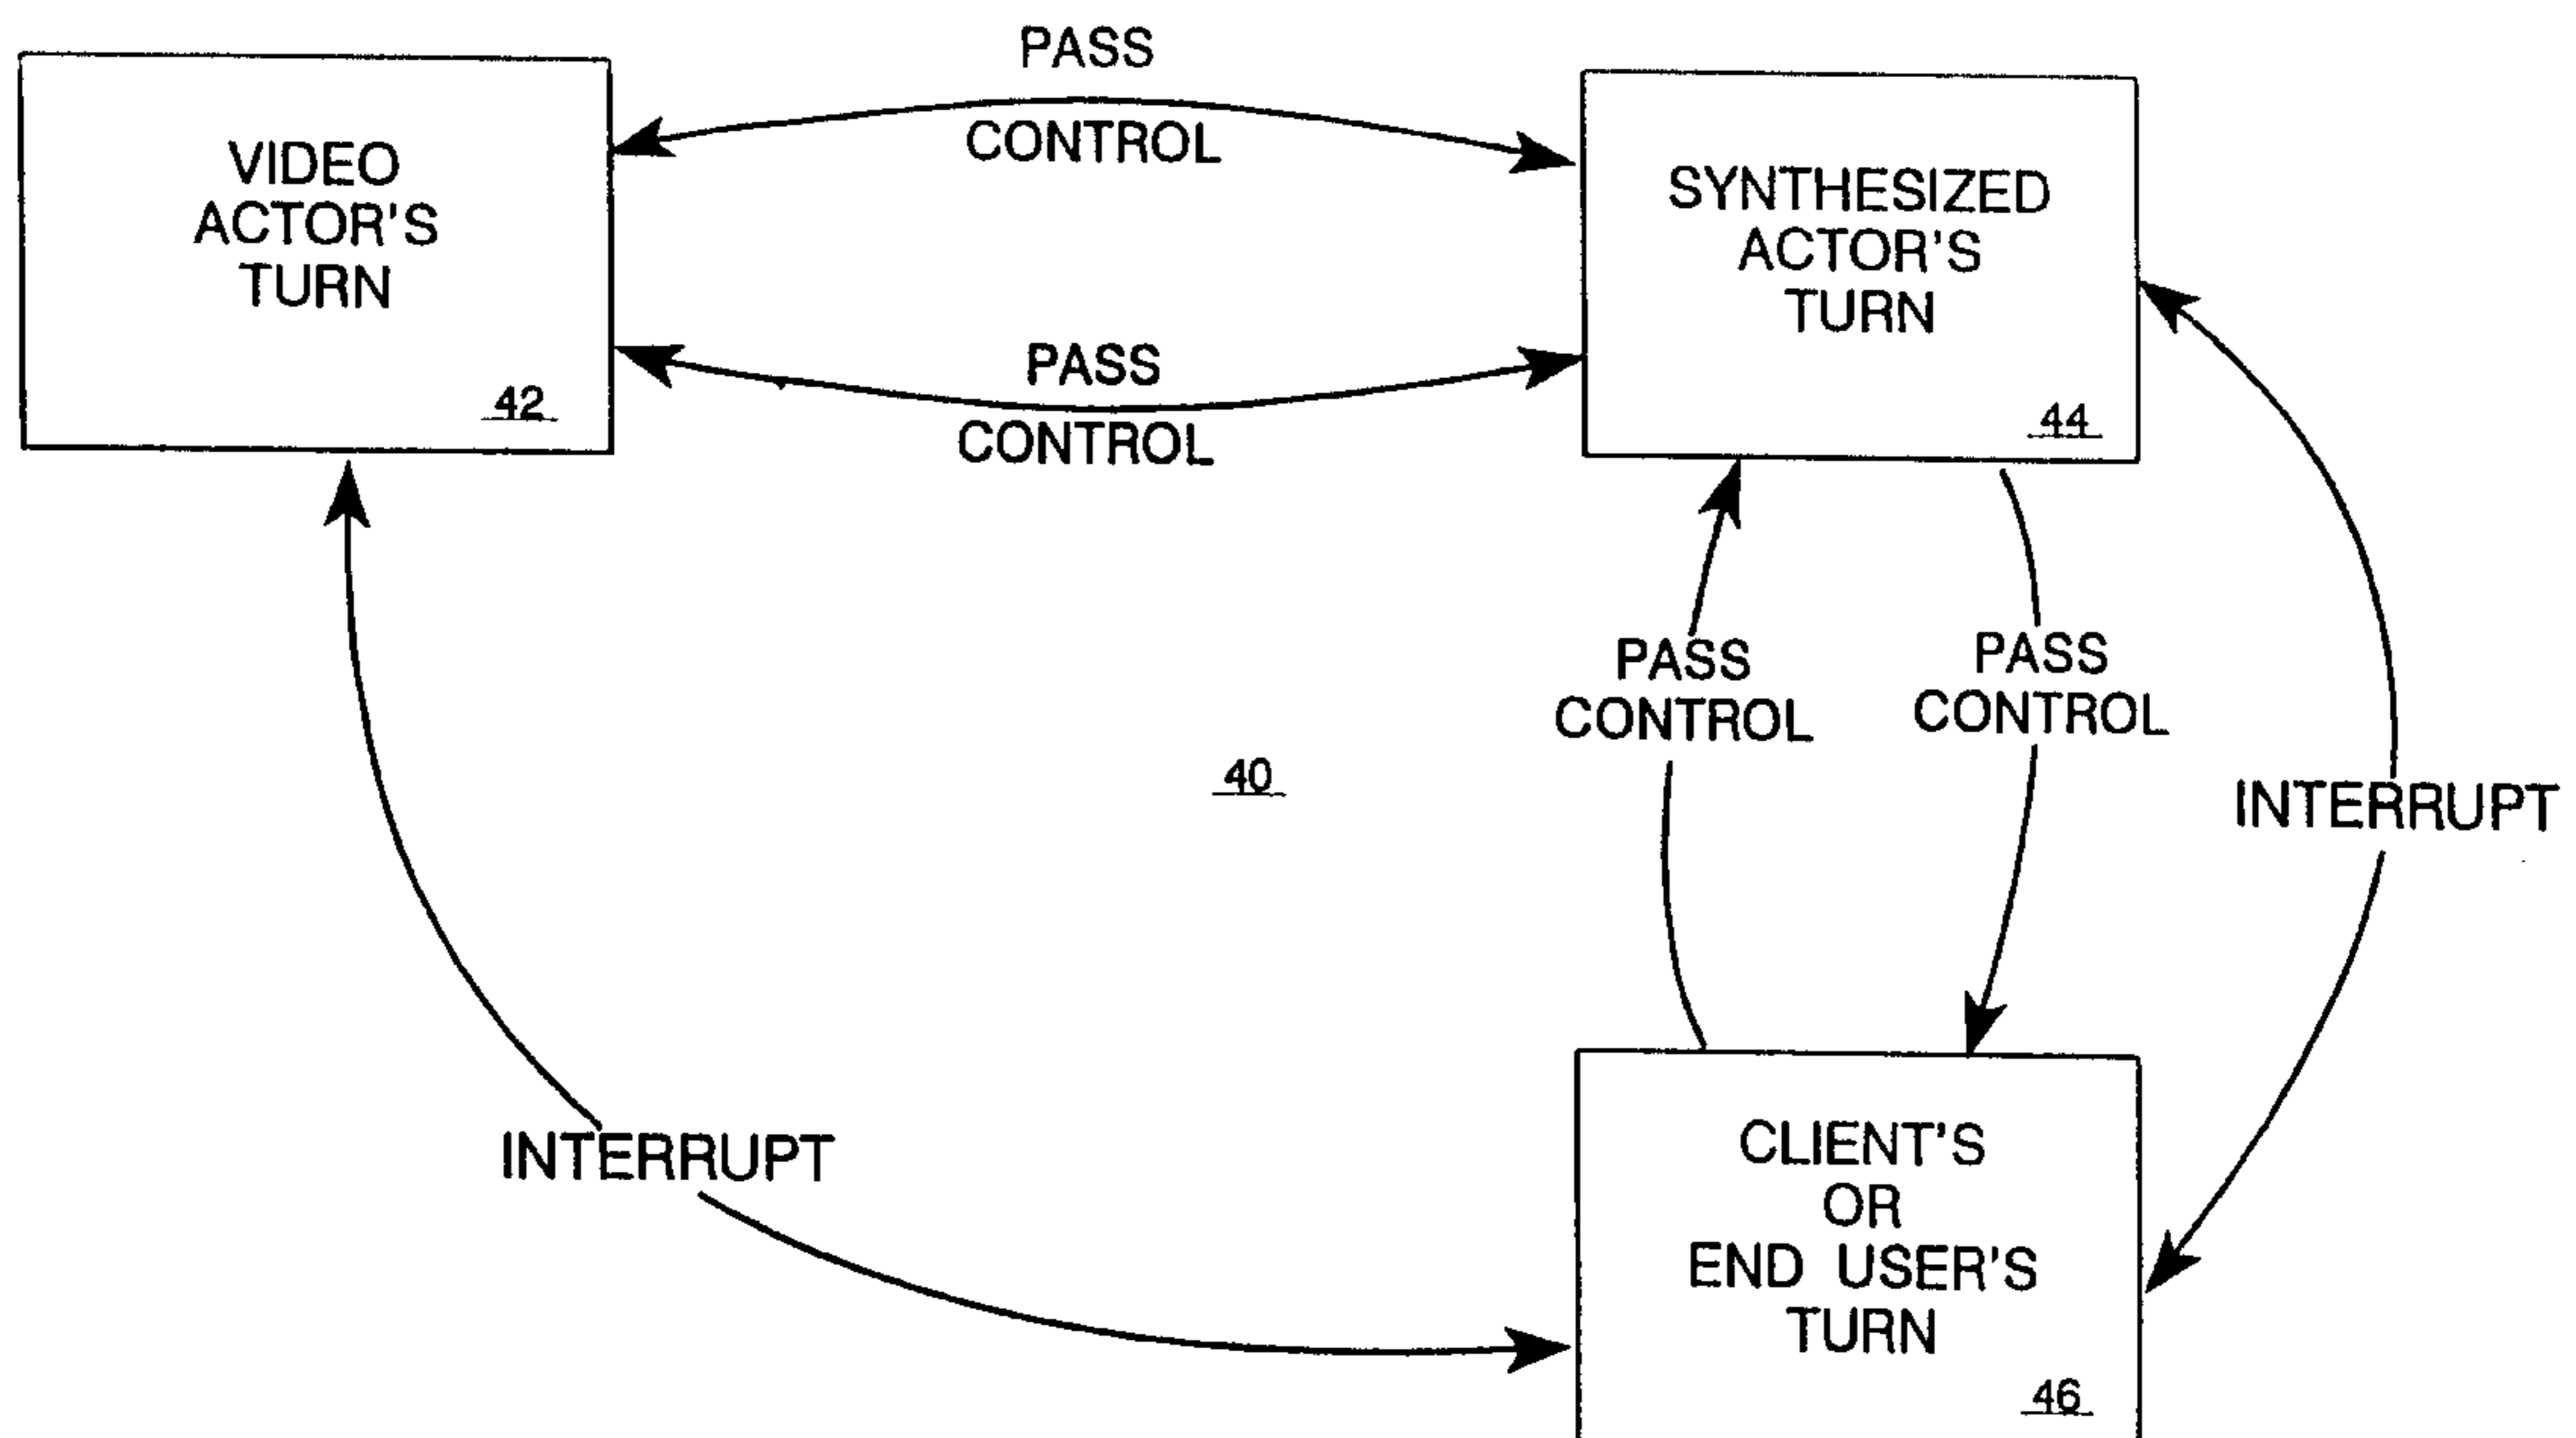 PASS
CONTROL
VIDEO
ACTOR'S
TURN
42
SYNTHESIZED
ACTOR'S
TURN
44
PASS
CONTROL
PASS
CONTROL
PASS
CONTROL
INTERRUPT
40
INTERRUPT
CLIENT'S
OR
END USER'S
TURN
46